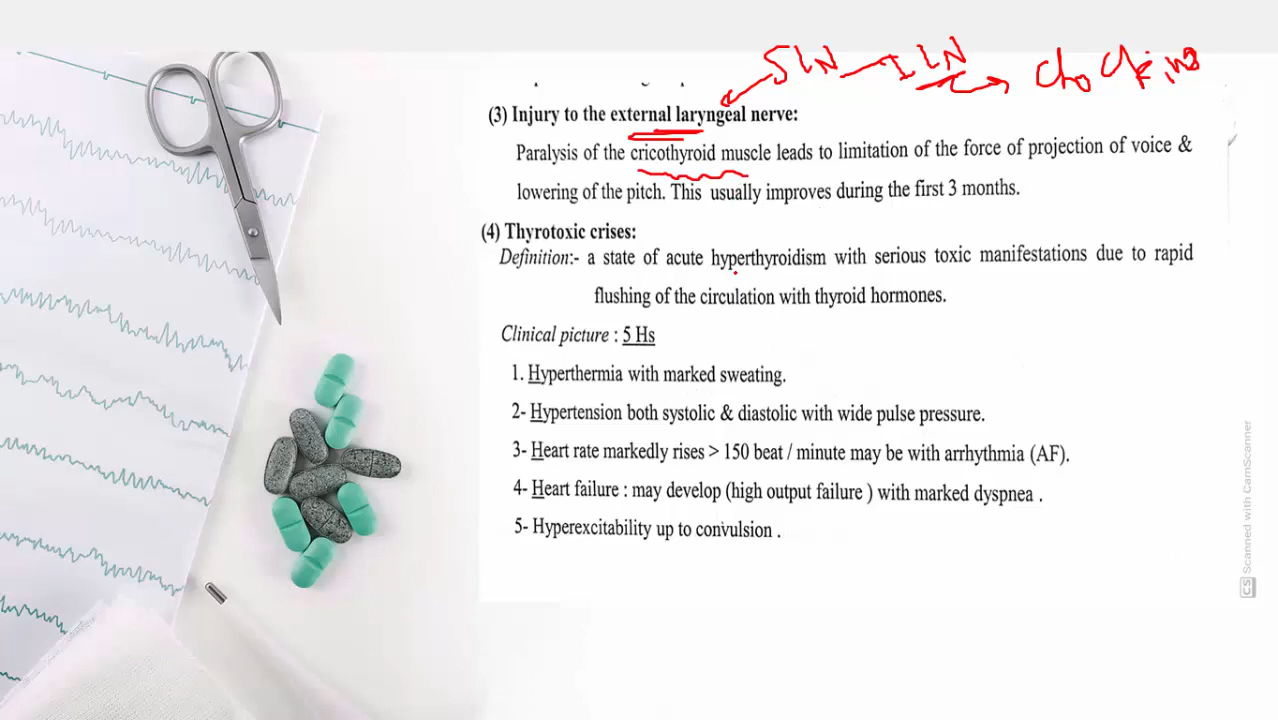 SLN ILN Chocking
(3) Injury to the external laryngeal nerve:
Paralysis of the cricothyroid muscle leads to limitation of the force of projection of voice &
lowering of the pitch. This usually improves during the first 3 months.
(4) Thyrotoxic crises:
Definition:- a state of acute hyperthyroidism with serious toxic manifestations due to rapid
flushing of the circulation with thyroid hormones.
Clinical picture : 5 Hs
1. Hyperthermia with marked sweating.
2- Hypertension both systolic & diastolic with wide pulse pressure.
3- Heart rate markedly rises > 150 beat / minute may be with arrhythmia (AF).
4- Heart failure : may develop (high output failure ) with marked dyspnea .
5- Hyperexcitability up to convulsion .
CS Scanned with CamScanner